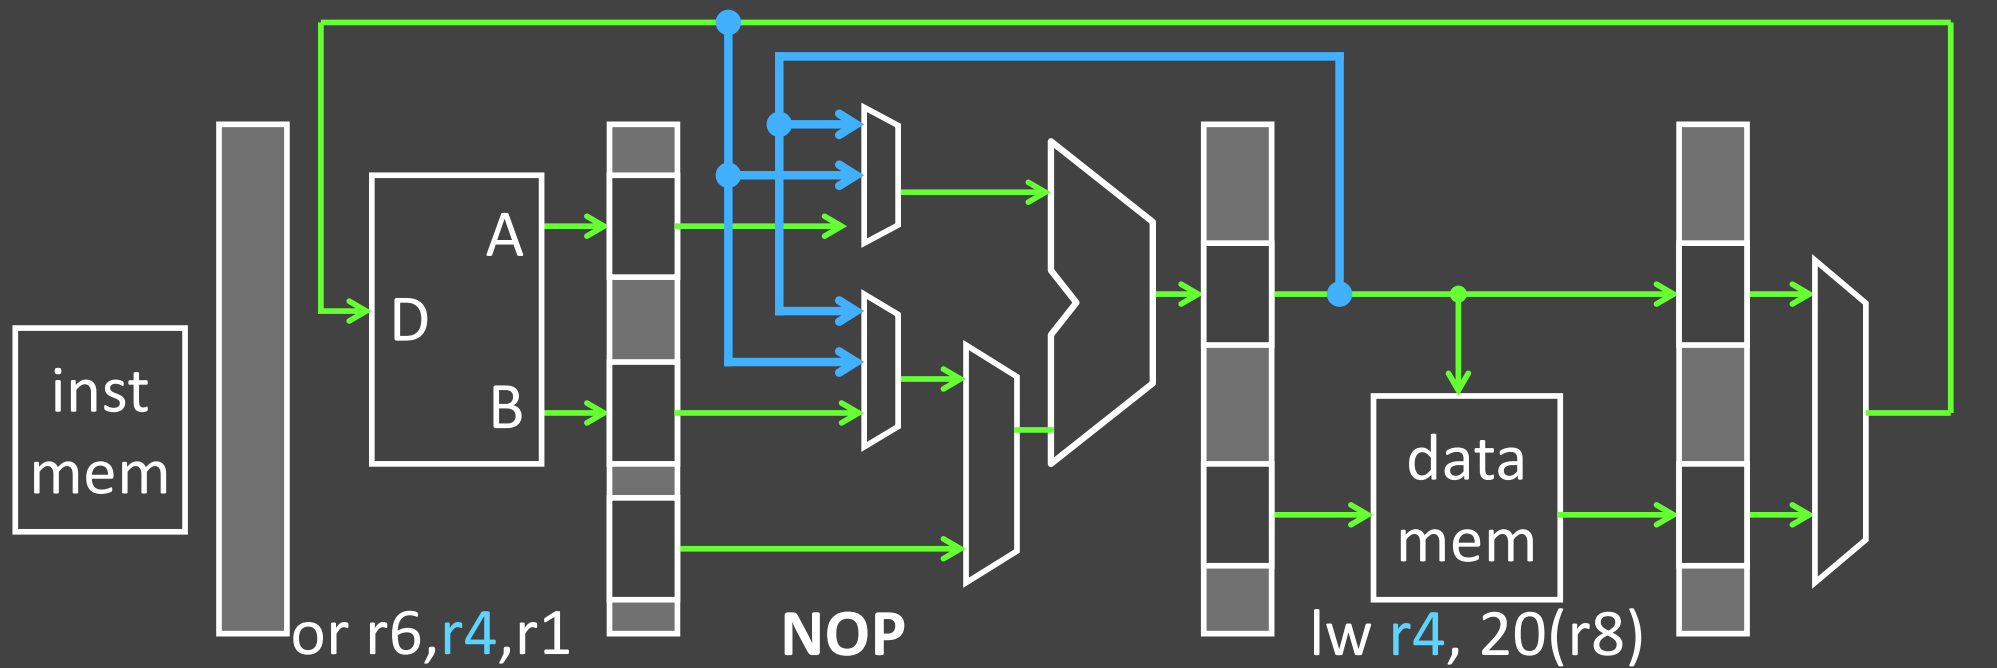 A
D
B
inst
mem
data
mem
or r6,r4,r1
NOP
lw r4, 20(r8)